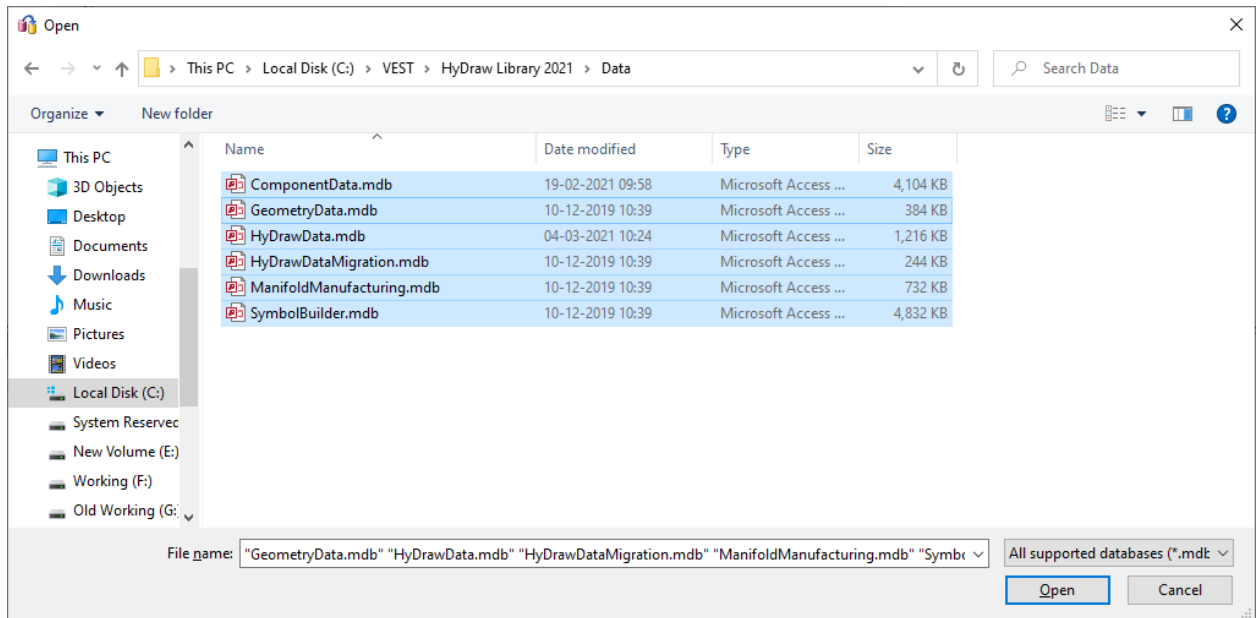 Open
This PC > Local Disk (C:) > VEST > HyDraw Library 2021 > Data
Search Data
Organize
New folder
Name Date modified Type Size
This PC
3D Objects
Desktop
Documents
Downloads
Music
Pictures
Videos
Local Disk (C:)
System Reserved
New Volume (E:)
Working (F:)
Old Working (G:
ComponentData.mdb 19-02-2021 09:58 Microsoft Access ... 4,104 KB
GeometryData.mdb 10-12-2019 10:39 Microsoft Access ... 384 KB
HyDrawData.mdb 04-03-2021 10:24 Microsoft Access ... 1,216 KB
HyDrawDataMigration.mdb 10-12-2019 10:39 Microsoft Access ... 244 KB
ManifoldManufacturing.mdb 10-12-2019 10:39 Microsoft Access ... 732 KB
SymbolBuilder.mdb 10-12-2019 10:39 Microsoft Access ... 4,832 KB
File name: "GeometryData.mdb" "HyDrawData.mdb" "HyDrawDataMigration.mdb" "ManifoldManufacturing.mdb" "Symbo
All supported databases (*.mdb
Open Cancel